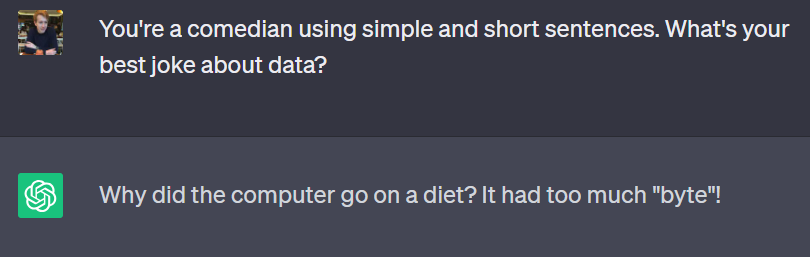 You're a comedian using simple and short sentences. What's your
best joke about data?
Why did the computer go on a diet? It had too much "byte"!